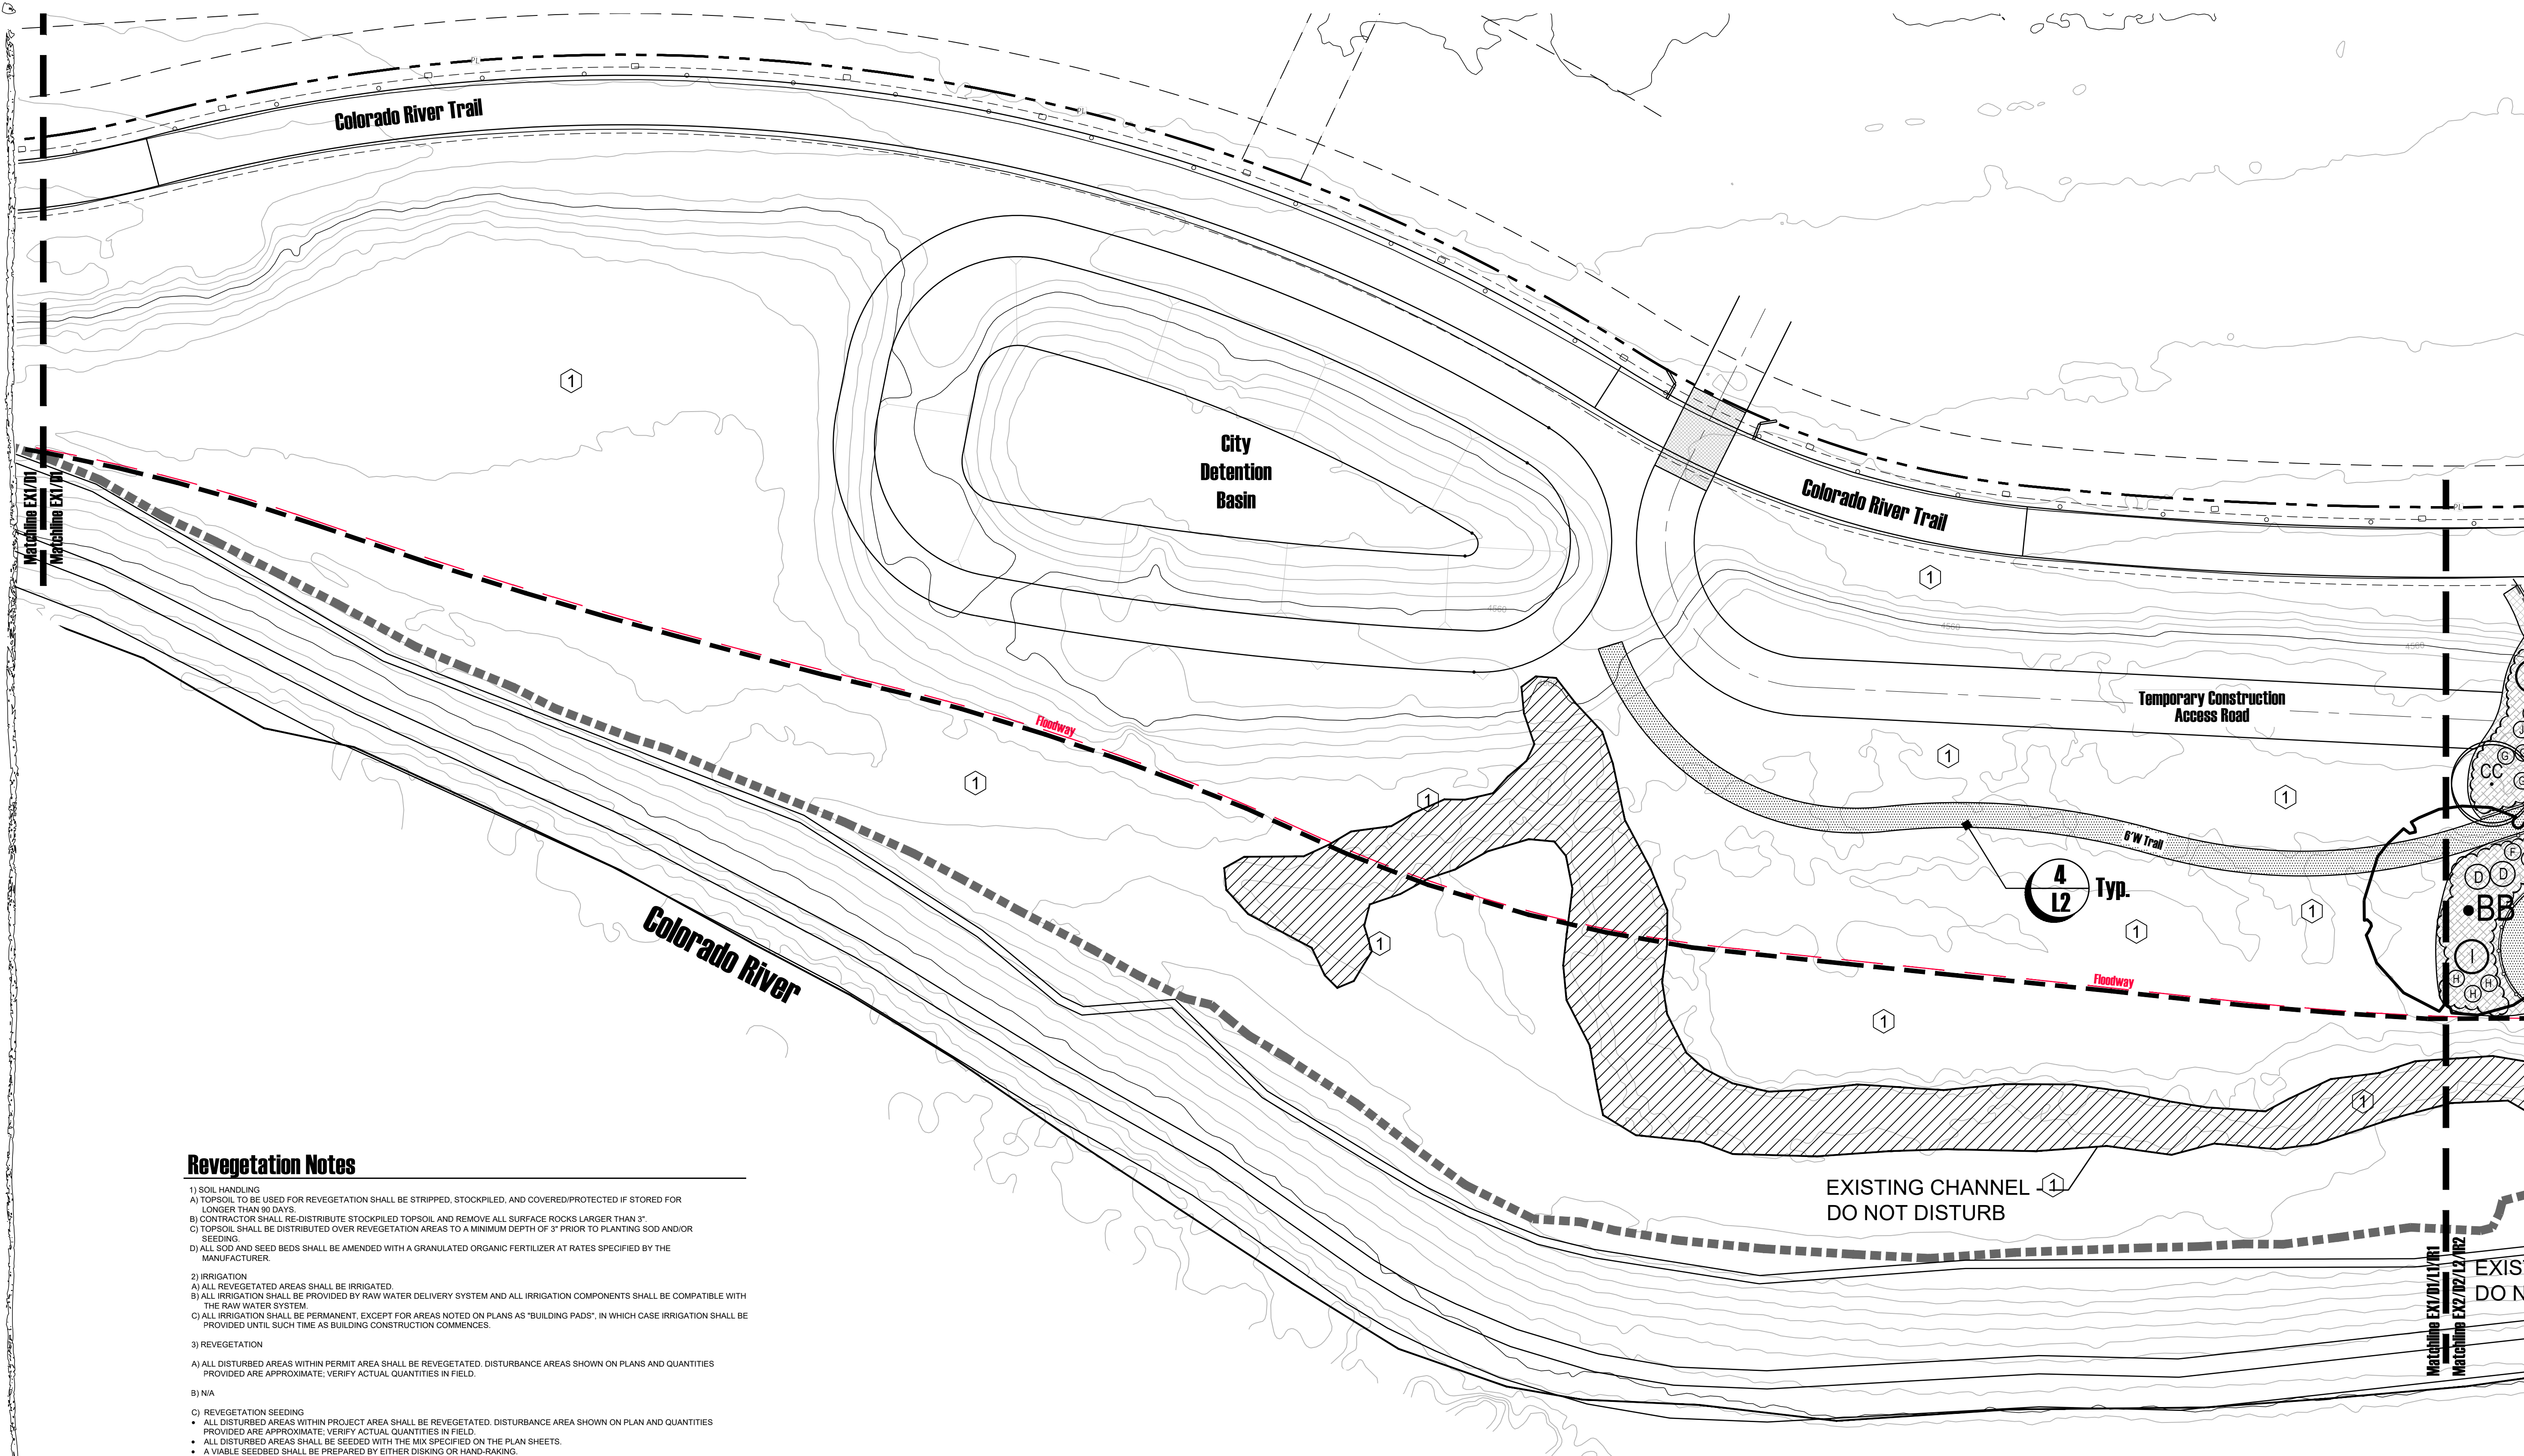 PL
Colorado River Trail
PL
1
City
Detention
Basin
Matchline EX1/D1
Matchline EX1/D1
Colorado River Trail
PL
1
4560
4560
4560
Temporary Construction
Access Road
Floodway
1
1
1
1
J
G
G
CC
6'W Trail
4
L2
Typ.
F
D
D
BB
1
1
1
I
H
H
H
Colorado River
Floodway
1
1
EXISTING CHANNEL
1
DO NOT DISTURB
Matchline EX1/D1/L1/IR1
Matchline EX2/D2/L2/IR2
EXIS
DO N
Revegetation Notes
1) SOIL HANDLING
A) TOPSOIL TO BE USED FOR REVEGETATION SHALL BE STRIPPED, STOCKPILED, AND COVERED/PROTECTED IF STORED FOR
LONGER THAN 90 DAYS.
B) CONTRACTOR SHALL RE-DISTRIBUTE STOCKPILED TOPSOIL AND REMOVE ALL SURFACE ROCKS LARGER THAN 3".
C) TOPSOIL SHALL BE DISTRIBUTED OVER REVEGETATION AREAS TO A MINIMUM DEPTH OF 3" PRIOR TO PLANTING SOD AND/OR
SEEDING.
D) ALL SOD AND SEED BEDS SHALL BE AMENDED WITH A GRANULATED ORGANIC FERTILIZER AT RATES SPECIFIED BY THE
MANUFACTURER.
2) IRRIGATION
A) ALL REVEGETATED AREAS SHALL BE IRRIGATED.
B) ALL IRRIGATION SHALL BE PROVIDED BY RAW WATER DELIVERY SYSTEM AND ALL IRRIGATION COMPONENTS SHALL BE COMPATIBLE WITH
THE RAW WATER SYSTEM.
C) ALL IRRIGATION SHALL BE PERMANENT, EXCEPT FOR AREAS NOTED ON PLANS AS "BUILDING PADS", IN WHICH CASE IRRIGATION SHALL BE
PROVIDED UNTIL SUCH TIME AS BUILDING CONSTRUCTION COMMENCES.
3) REVEGETATION
A) ALL DISTURBED AREAS WITHIN PERMIT AREA SHALL BE REVEGETATED. DISTURBANCE AREAS SHOWN ON PLANS AND QUANTITIES
PROVIDED ARE APPROXIMATE; VERIFY ACTUAL QUANTITIES IN FIELD.
B) N/A
C) REVEGETATION SEEDING
• ALL DISTURBED AREAS WITHIN PROJECT AREA SHALL BE REVEGETATED. DISTURBANCE AREA SHOWN ON PLAN AND QUANTITIES
PROVIDED ARE APPROXIMATE; VERIFY ACTUAL QUANTITIES IN FIELD.
• ALL DISTURBED AREAS SHALL BE SEEDED WITH THE MIX SPECIFIED ON THE PLAN SHEETS.
• A VIABLE SEEDBED SHALL BE PREPARED BY EITHER DISKING OR HAND-RAKING.